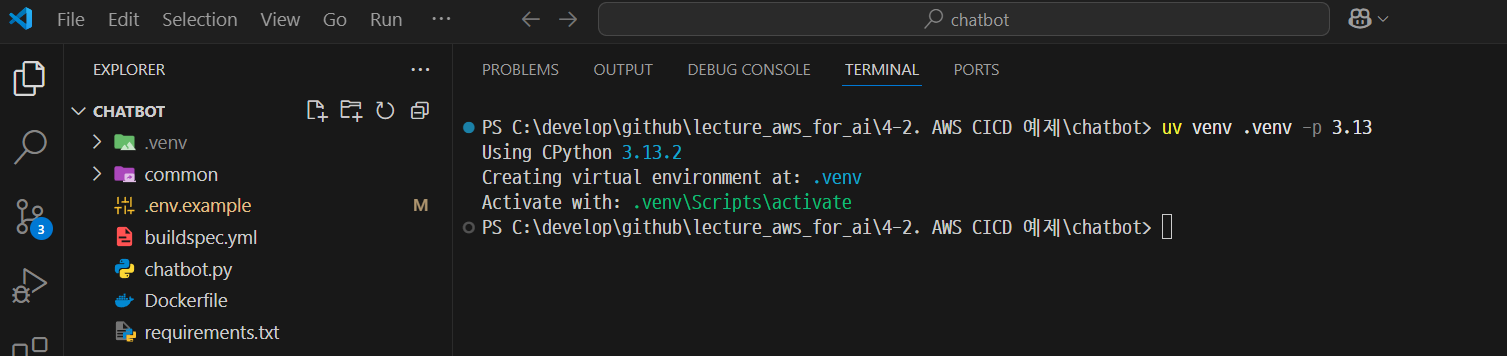 File Edit Selection View Go Run ··· chatbot
EXPLORER ···
CHATBOT
.venv
common
.env.example M
buildspec.yml
chatbot.py
Dockerfile
requirements.txt
3
PROBLEMS OUTPUT DEBUG CONSOLE TERMINAL PORTS
PS C:\develop\github\lecture_aws_for_ai\4-2. AWS CICD 예제\chatbot> uv venv .venv -p 3.13
Using CPython 3.13.2
Creating virtual environment at: .venv
Activate with: .venv\Scripts\activate
PS C:\develop\github\lecture_aws_for_ai\4-2. AWS CICD 예제\chatbot>